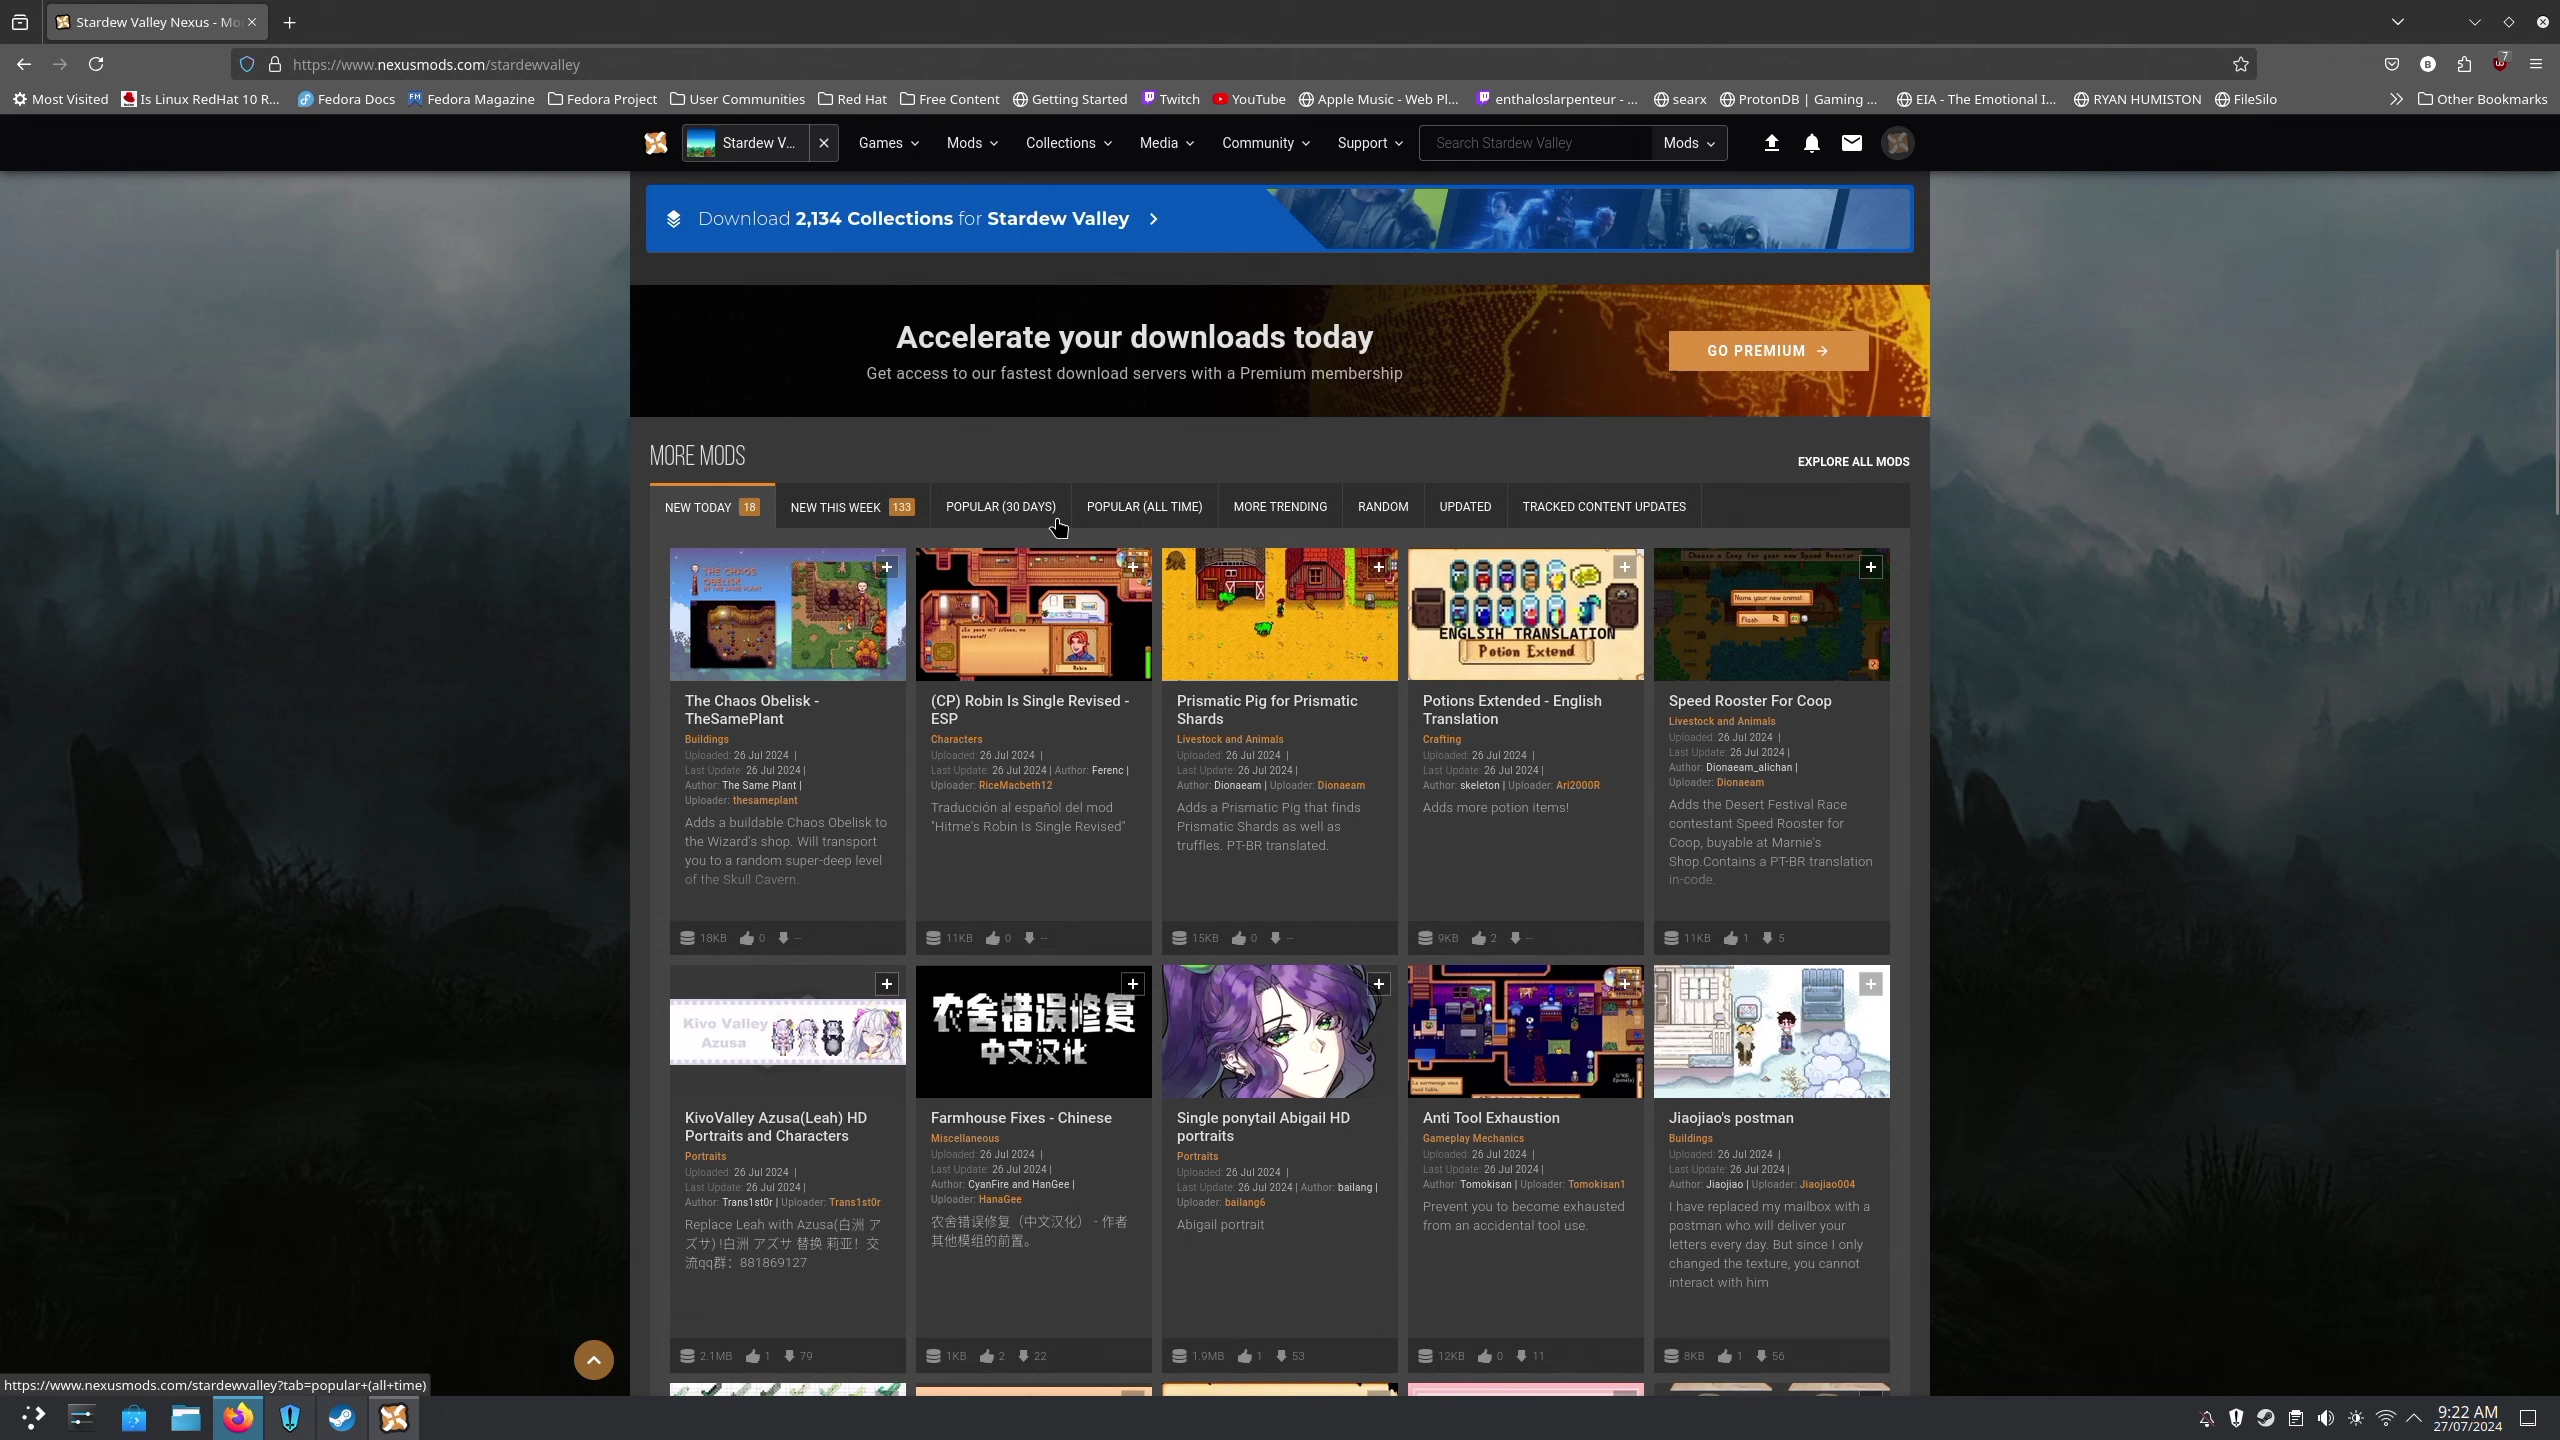 Stardew Valley Nexus - Mo
https://www.nexusmods.com/stardewvalley
7
Most Visited
Is Linux RedHat 10 R...
Fedora Docs
Fedora Magazine
Fedora Project
User Communities
Red Hat
Free Content
Getting Started
Twitch
YouTube
Apple Music - Web Pl...
enthaloslarpenteur - ...
searx
ProtonDB | Gaming ...
EIA - The Emotional I...
RYAN HUMISTON
FileSilo
Other Bookmarks
Stardew V...
Games
Mods
Collections
Media
Community
Support
Search Stardew Valley
Mods
Download 2,134 Collections for Stardew Valley
Accelerate your downloads today
Get access to our fastest download servers with a Premium membership
GO PREMIUM
MORE MODS
EXPLORE ALL MODS
NEW TODAY 18
NEW THIS WEEK 133
POPULAR (30 DAYS)
POPULAR (ALL TIME)
MORE TRENDING
RANDOM
UPDATED
TRACKED CONTENT UPDATES
THE CHAOS
OBELISK
BY THE SAME PLANT
The Chaos Obelisk -
TheSamePlant
Buildings
Uploaded: 26 Jul 2024 |
Last Update: 26 Jul 2024 |
Author: The Same Plant |
Uploader: thesameplant
Adds a buildable Chaos Obelisk to
the Wizard's shop. Will transport
you to a random super-deep level
of the Skull Cavern.
18KB 0 --
Robin
(CP) Robin Is Single Revised -
ESP
Characters
Uploaded: 26 Jul 2024 |
Last Update: 26 Jul 2024 | Author: Ferenc |
Uploader: RiceMacbeth12
Traducción al español del mod
"Hitme's Robin Is Single Revised"
11KB 0 --
Prismatic Pig for Prismatic
Shards
Livestock and Animals
Uploaded: 26 Jul 2024 |
Last Update: 26 Jul 2024 |
Author: Dionaeam | Uploader: Dionaeam
Adds a Prismatic Pig that finds
Prismatic Shards as well as
truffles. PT-BR translated.
15KB 0 --
ENGLSIH TRANSLATION
Potion Extend
Potions Extended - English
Translation
Crafting
Uploaded: 26 Jul 2024 |
Last Update: 26 Jul 2024 |
Author: skeleton | Uploader: Ari2000R
Adds more potion items!
9KB 2 --
Choose a Coop for your new Speed Rooster
Name your new animal:
Flash
Speed Rooster For Coop
Livestock and Animals
Uploaded: 26 Jul 2024 |
Last Update: 26 Jul 2024 |
Author: Dionaeam_alichan |
Uploader: Dionaeam
Adds the Desert Festival Race
contestant Speed Rooster for
Coop, buyable at Marnie's
Shop.Contains a PT-BR translation
in-code.
11KB 1 5
Kivo Valley
Azusa
KivoValley Azusa(Leah) HD
Portraits and Characters
Portraits
Uploaded: 26 Jul 2024 |
Last Update: 26 Jul 2024 |
Author: Trans1st0r | Uploader: Trans1st0r
Replace Leah with Azusa(白洲 ア
ズサ) !白洲 アズサ 替换 莉亚！交
流qq群：881869127
2.1MB 1 79
农舍错误修复
中文汉化
Farmhouse Fixes - Chinese
Miscellaneous
Uploaded: 26 Jul 2024 |
Last Update: 26 Jul 2024 |
Author: CyanFire and HanGee |
Uploader: HanaGee
农舍错误修复（中文汉化） - 作者
其他模组的前置。
1KB 2 22
Single ponytail Abigail HD
portraits
Portraits
Uploaded: 26 Jul 2024 |
Last Update: 26 Jul 2024 | Author: bailang |
Uploader: bailang6
Abigail portrait
1.9MB 1 53
Anti Tool Exhaustion
Gameplay Mechanics
Uploaded: 26 Jul 2024 |
Last Update: 26 Jul 2024 |
Author: Tomokisan | Uploader: Tomokisan1
Prevent you to become exhausted
from an accidental tool use.
12KB 0 11
Jiaojiao's postman
Buildings
Uploaded: 26 Jul 2024 |
Last Update: 26 Jul 2024 |
Author: Jiaojiao | Uploader: Jiaojiao004
I have replaced my mailbox with a
postman who will deliver your
letters every day. But since I only
changed the texture, you cannot
interact with him
8KB 1 56
https://www.nexusmods.com/stardewvalley?tab=popular+(all+time)
9:22 AM
27/07/2024